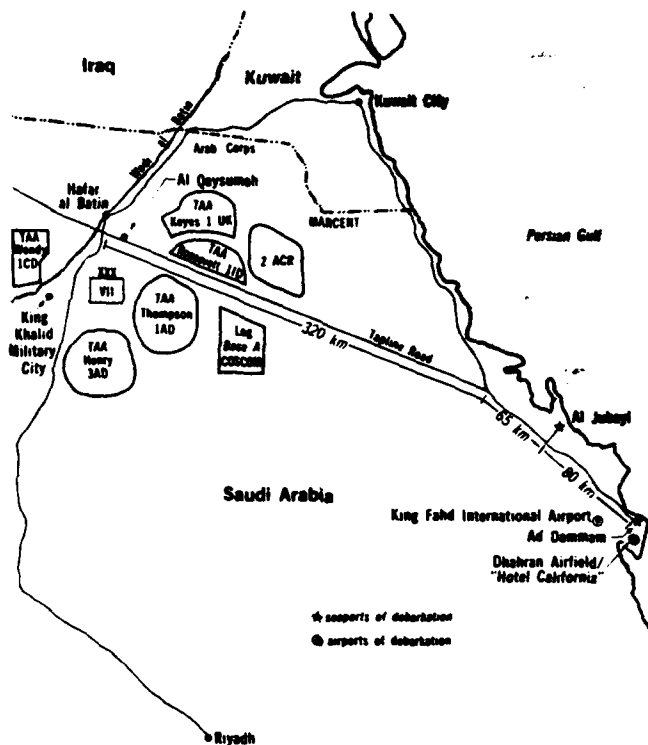 Iraq
Kuwait
Kuwait City
Wadi al Batin
Arab Corps
Hafar
al Batin
Al Qaysumah
TAA
Keyes 1 UK
MARCENT
Persian Gulf
TAA
Wendy
1CD
TAA
Roosevelt 1ID
2 ACR
XXX
VII
King
Khalid
Military
City
TAA
Thompson
1AD
TAA
Henry
3AD
Log
Base A
COSCOM
320 km
Tapline Road
65 km
Al Jubayl
80 km
Saudi Arabia
King Fahd International Airport
Ad Dammam
Dhahran Airfield/
"Hotel California"
seaports of debarkation
airports of debarkation
Riyadh